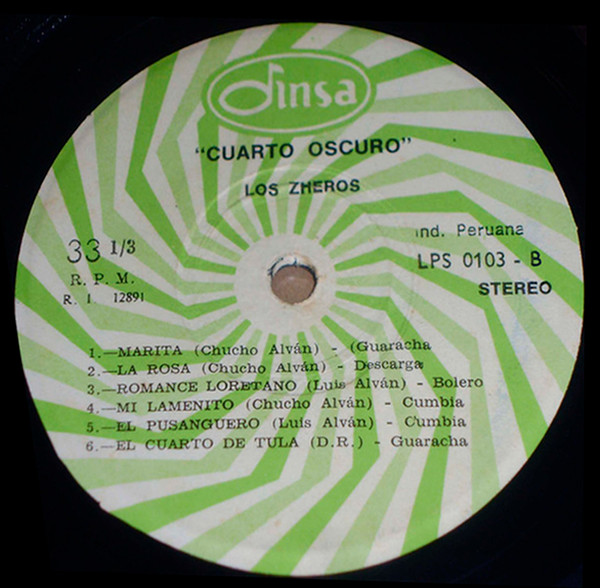 dinsa
"CUARTO OSCURO"
LOS ZHEROS
33 1/3
R. P. M.
R. I. 12891
ind. Peruana
LPS 0103 - B
STEREO
1.—MARITA (Chucho Alván) - (Guaracha
2.—LA ROSA (Chucho Alván) - Descarga
3.—ROMANCE LORETANO (Luis Alván) - Bolero
4.—MI LAMENITO (Chucho Alván) - Cumbia
5.—EL PUSANGUERO (Luis Alván) - Cumbia
6.—EL CUARTO DE TULA (D.R.) - Guaracha